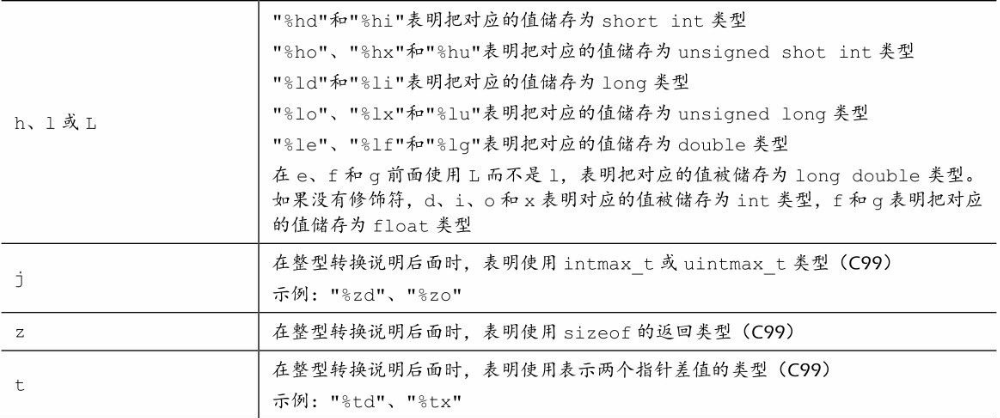 h、l 或 L
"%hd"和"%hi"表明把对应的值储存为 short int 类型
"%ho"、"%hx"和"%hu"表明把对应的值储存为 unsigned shot int 类型
"%ld"和"%li"表明把对应的值储存为 long 类型
"%lo"、"%lx"和"%lu"表明把对应的值储存为 unsigned long 类型
"%le"、"%lf"和"%lg"表明把对应的值储存为 double 类型
在 e、f 和 g 前面使用 L 而不是 l，表明把对应的值被储存为 long double 类型。
如果没有修饰符，d、i、o 和 x 表明对应的值被储存为 int 类型，f 和 g 表明把对应
的值储存为 float 类型
j
在整型转换说明后面时，表明使用 intmax_t 或 uintmax_t 类型（C99）
示例："%zd"、"%zo"
z
在整型转换说明后面时，表明使用 sizeof 的返回类型（C99）
t
在整型转换说明后面时，表明使用表示两个指针差值的类型（C99）
示例："%td"、"%tx"